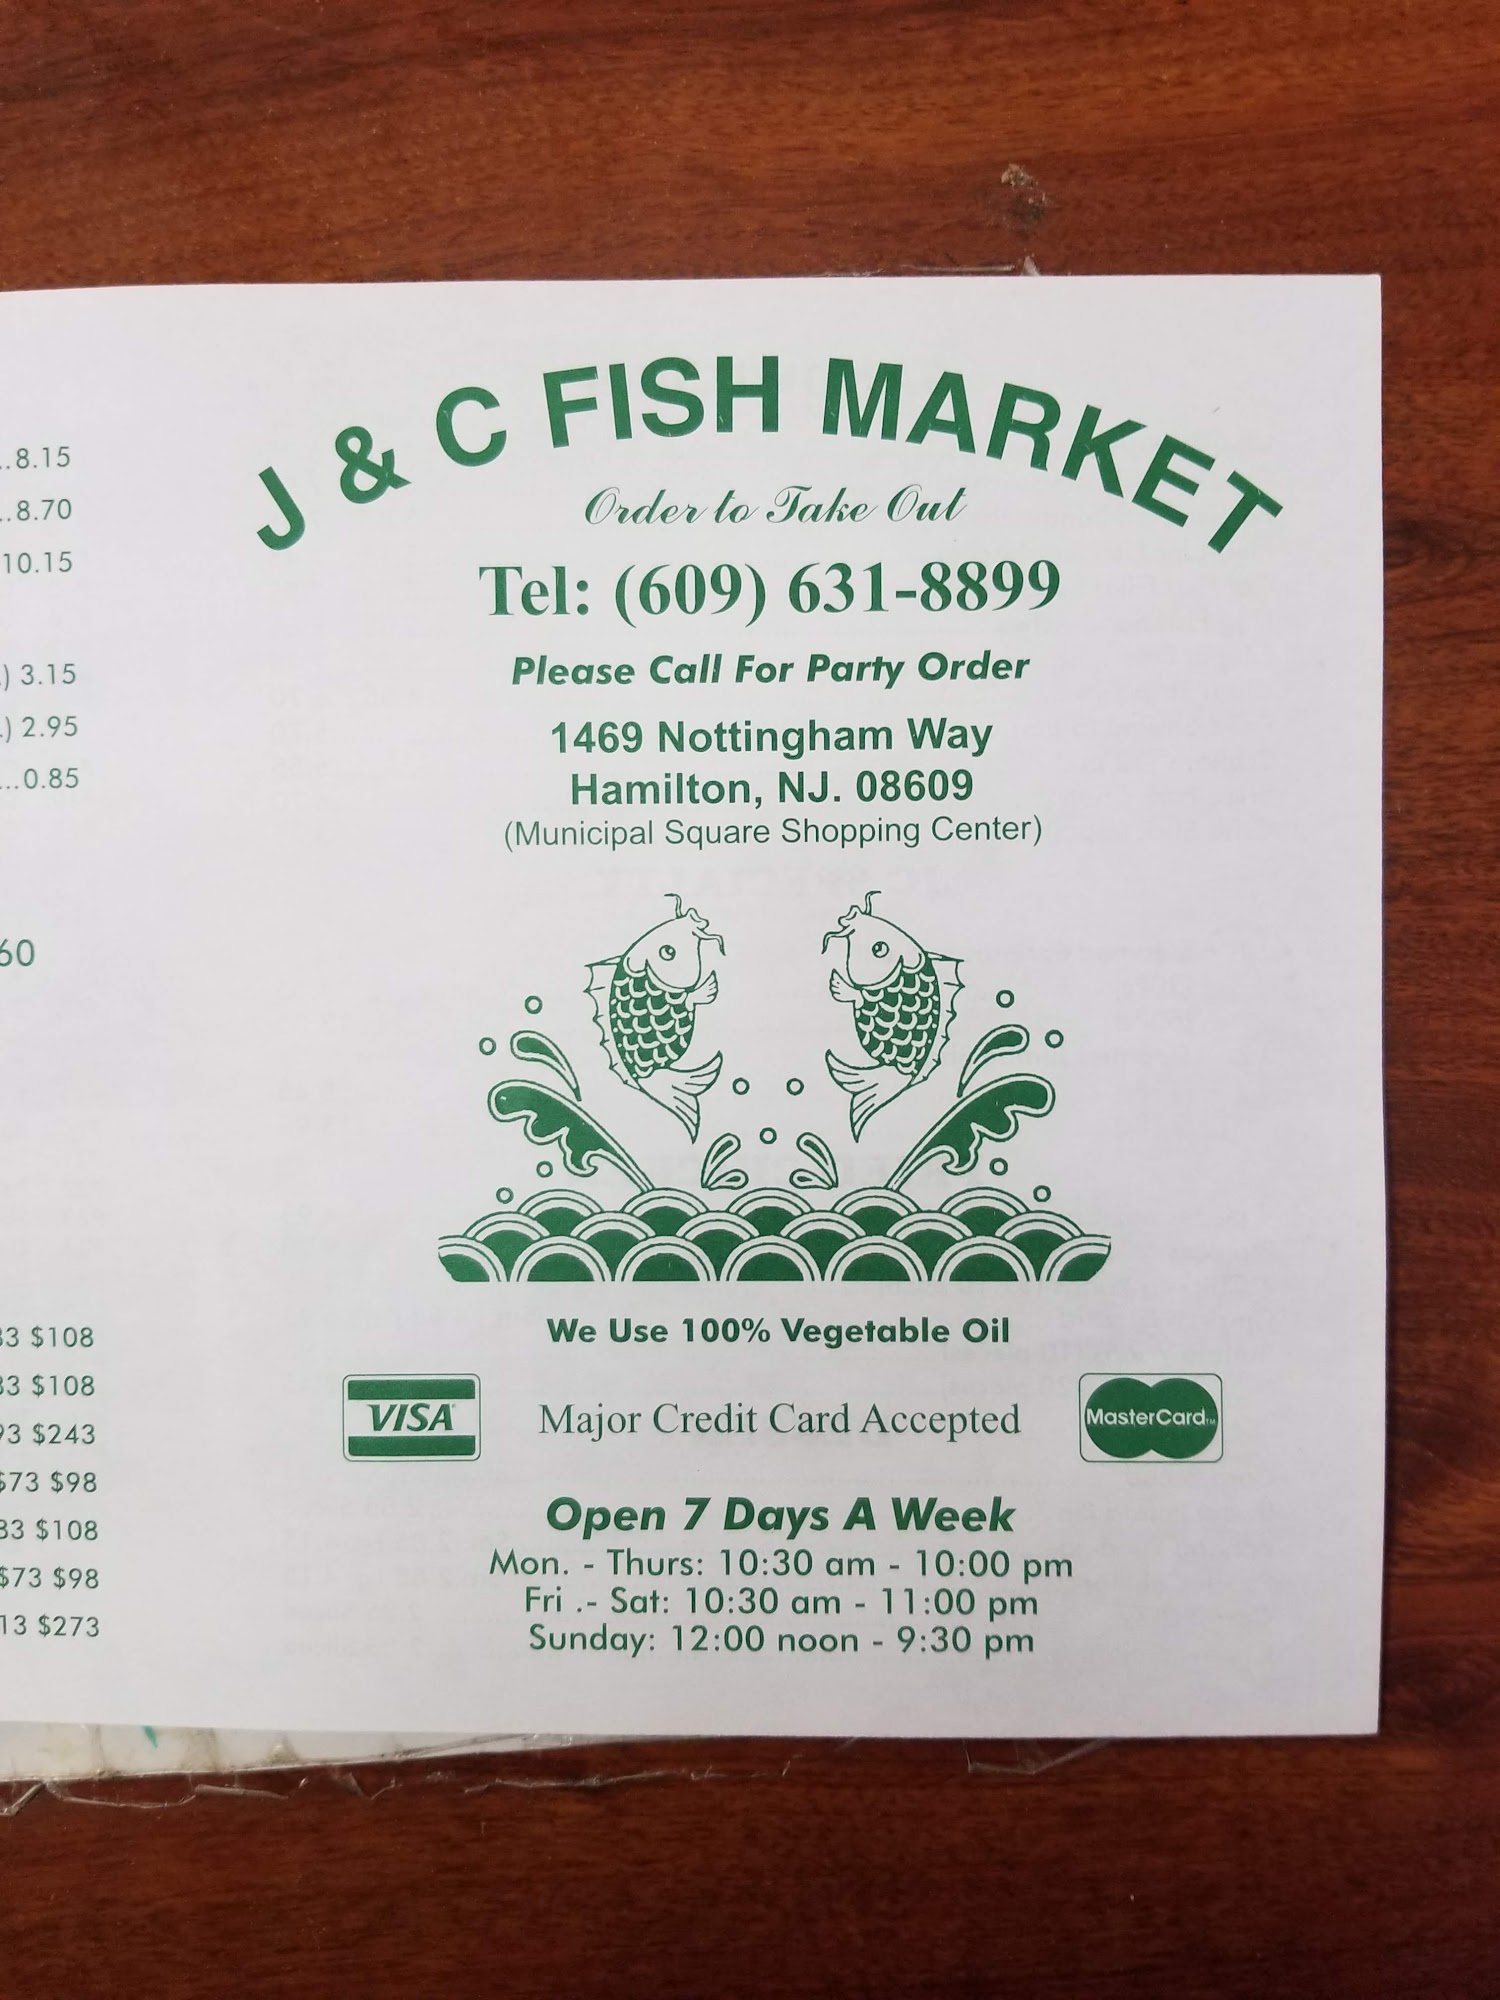 ..8.15
..8.70
10.15
.) 3.15
.) 2.95
...0.85
60
33 $108
33 $108
93 $243
$73 $98
33 $108
$73 $98
13 $273
J & C FISH MARKET
Order to Take Out
Tel: (609) 631-8899
Please Call For Party Order
1469 Nottingham Way
Hamilton, NJ. 08609
(Municipal Square Shopping Center)
We Use 100% Vegetable Oil
VISA
Major Credit Card Accepted
MasterCard TM
Open 7 Days A Week
Mon. - Thurs: 10:30 am - 10:00 pm
Fri .- Sat: 10:30 am - 11:00 pm
Sunday: 12:00 noon - 9:30 pm